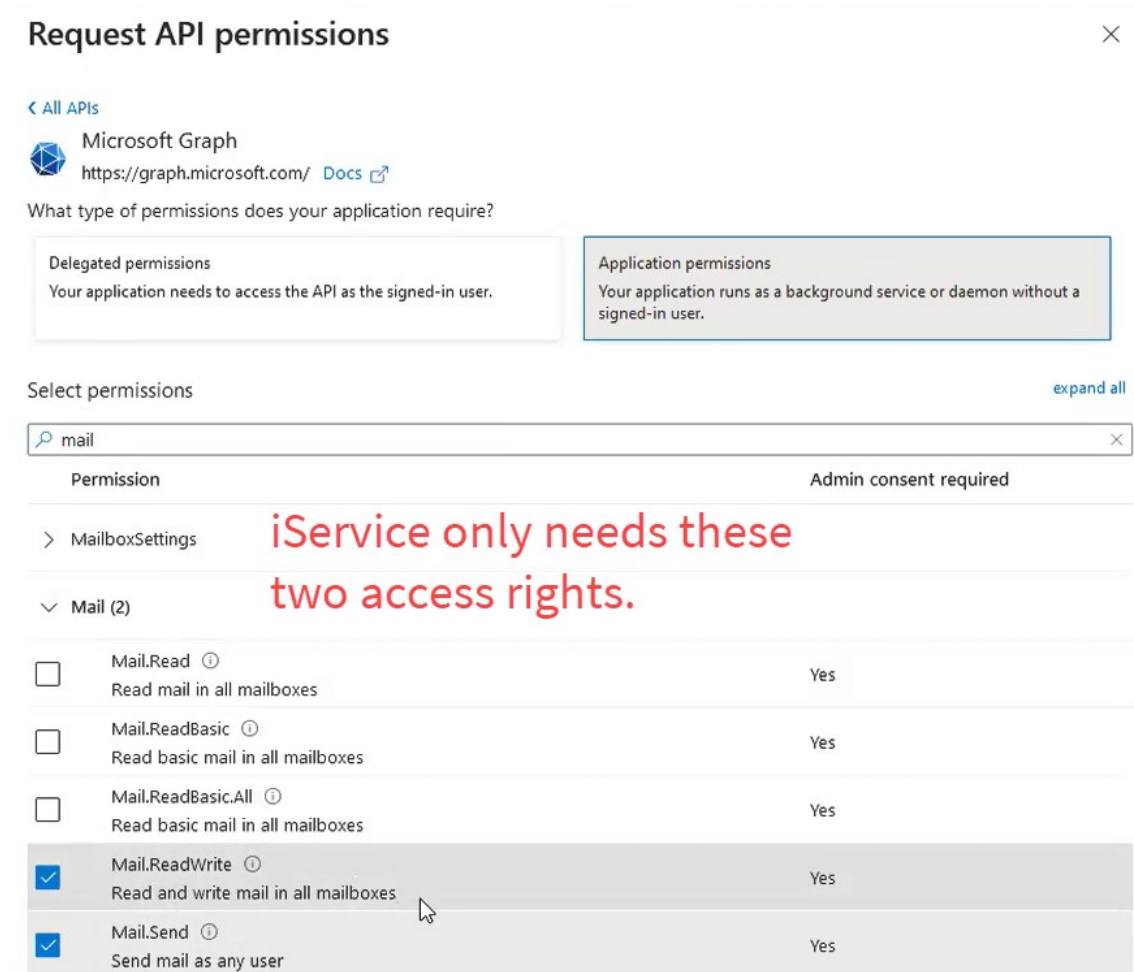 Request API permissions
All APIs
Microsoft Graph
https://graph.microsoft.com/ Docs
What type of permissions does your application require?
Delegated permissions
Your application needs to access the API as the signed-in user.
Application permissions
Your application runs as a background service or daemon without a
signed-in user.
Select permissions
expand all
mail
Permission Admin consent required
MailboxSettings
iService only needs these
two access rights.
Mail (2)
Mail.Read
Read mail in all mailboxes
Yes
Mail.ReadBasic
Read basic mail in all mailboxes
Yes
Mail.ReadBasic.All
Read basic mail in all mailboxes
Yes
Mail.ReadWrite
Read and write mail in all mailboxes
Yes
Mail.Send
Send mail as any user
Yes